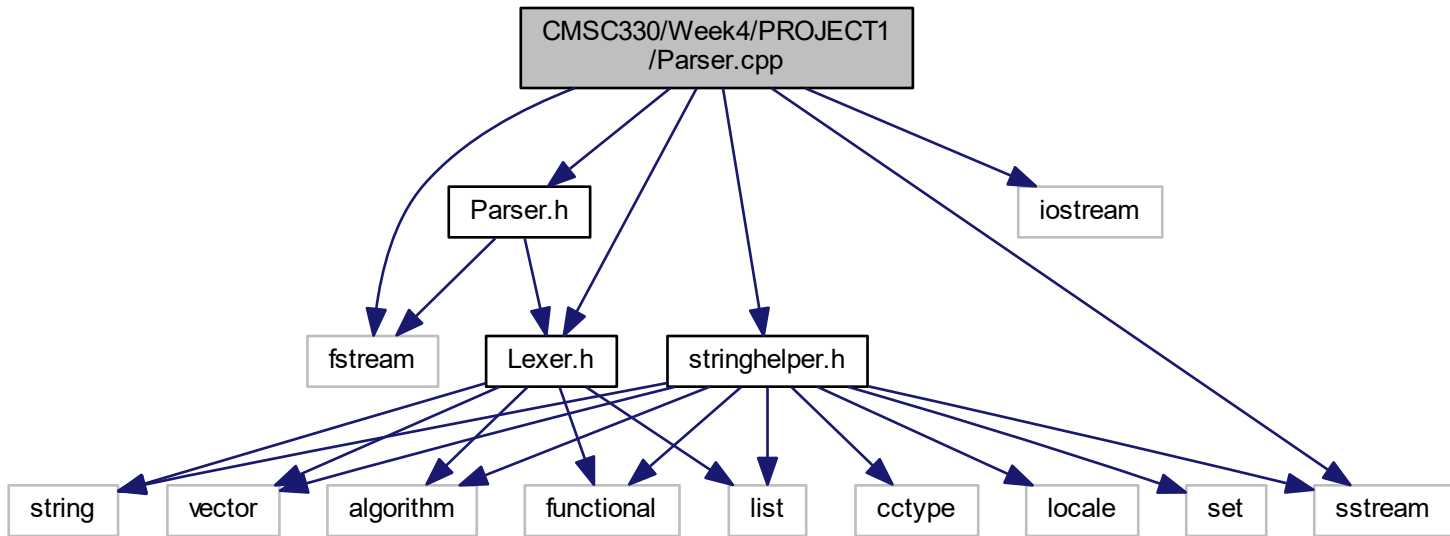 CMSC330/Week4/PROJECT1
/Parser.cpp
Parser.h
iostream
fstream
Lexer.h
stringhelper.h
string
vector
algorithm
functional
list
cctype
locale
set
sstream